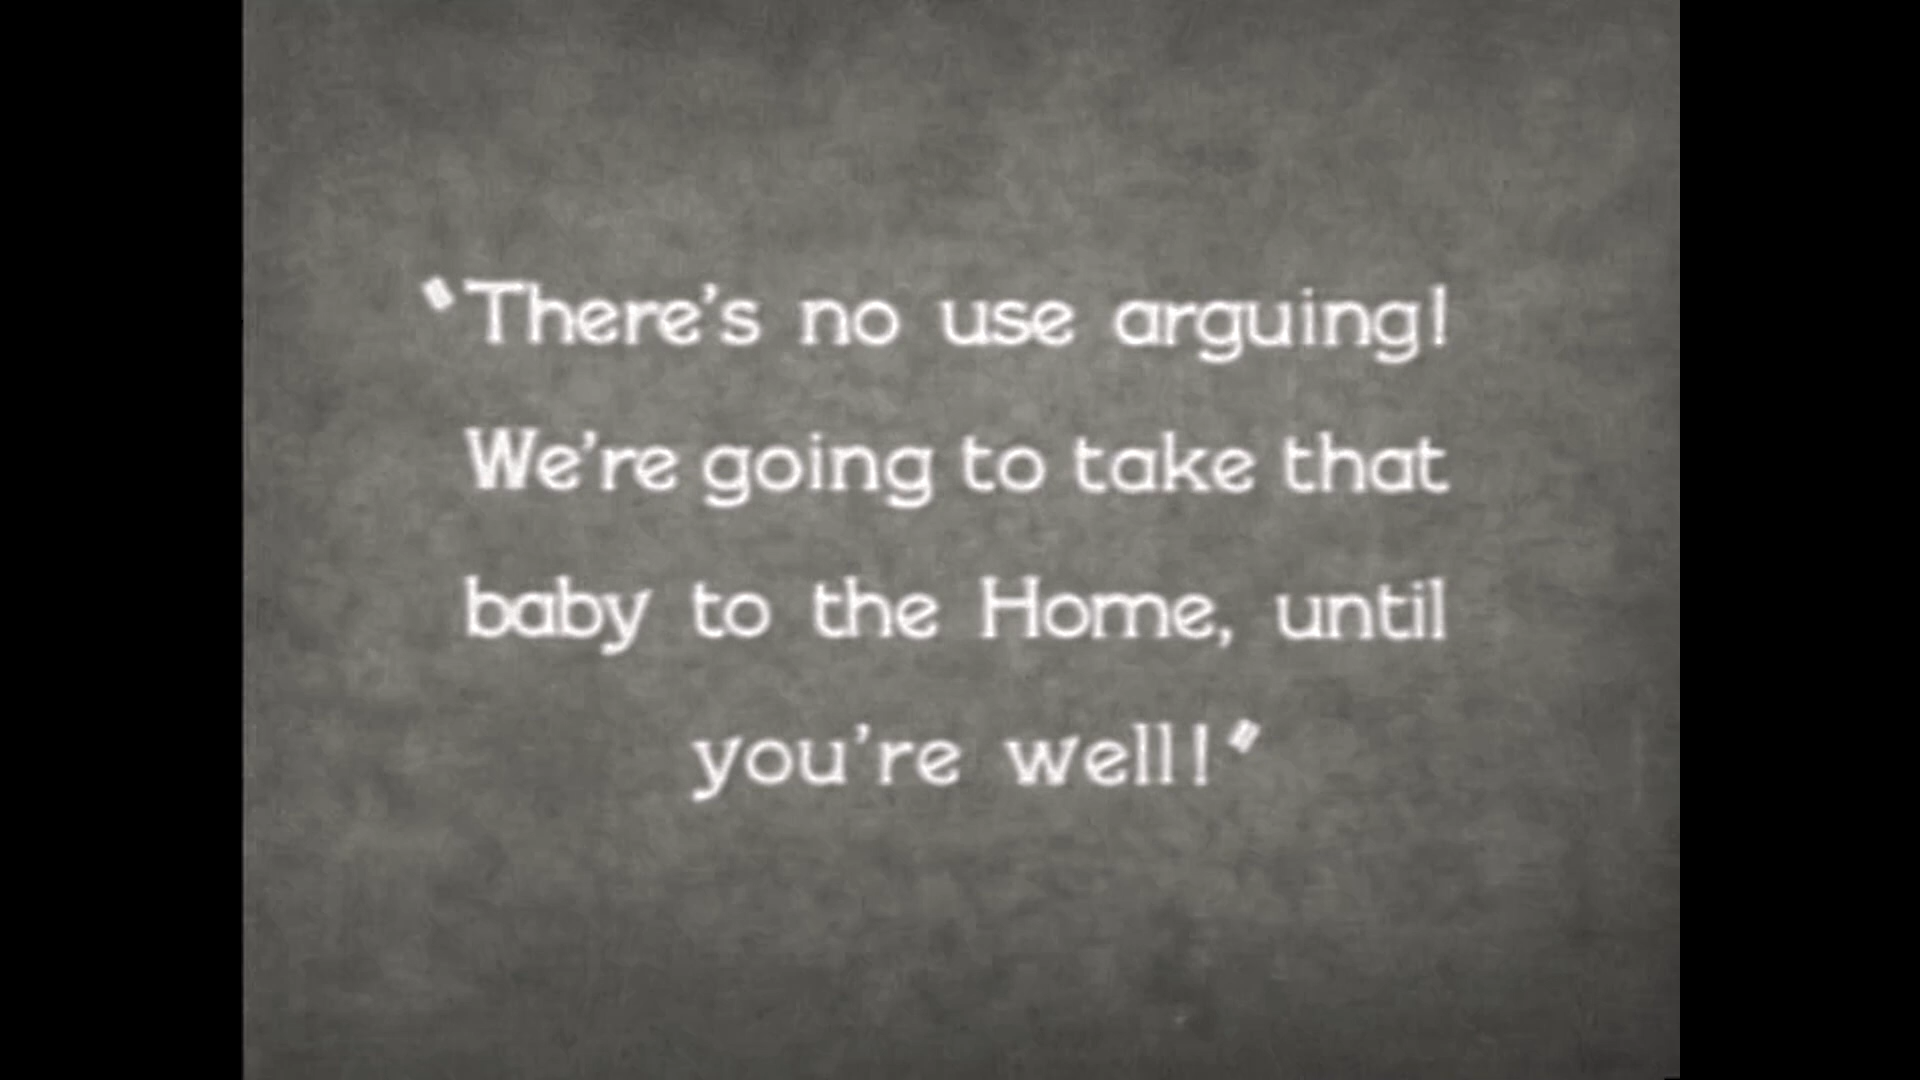 "There's no use arguing!
We're going to take that
baby to the Home, until
you're well!"